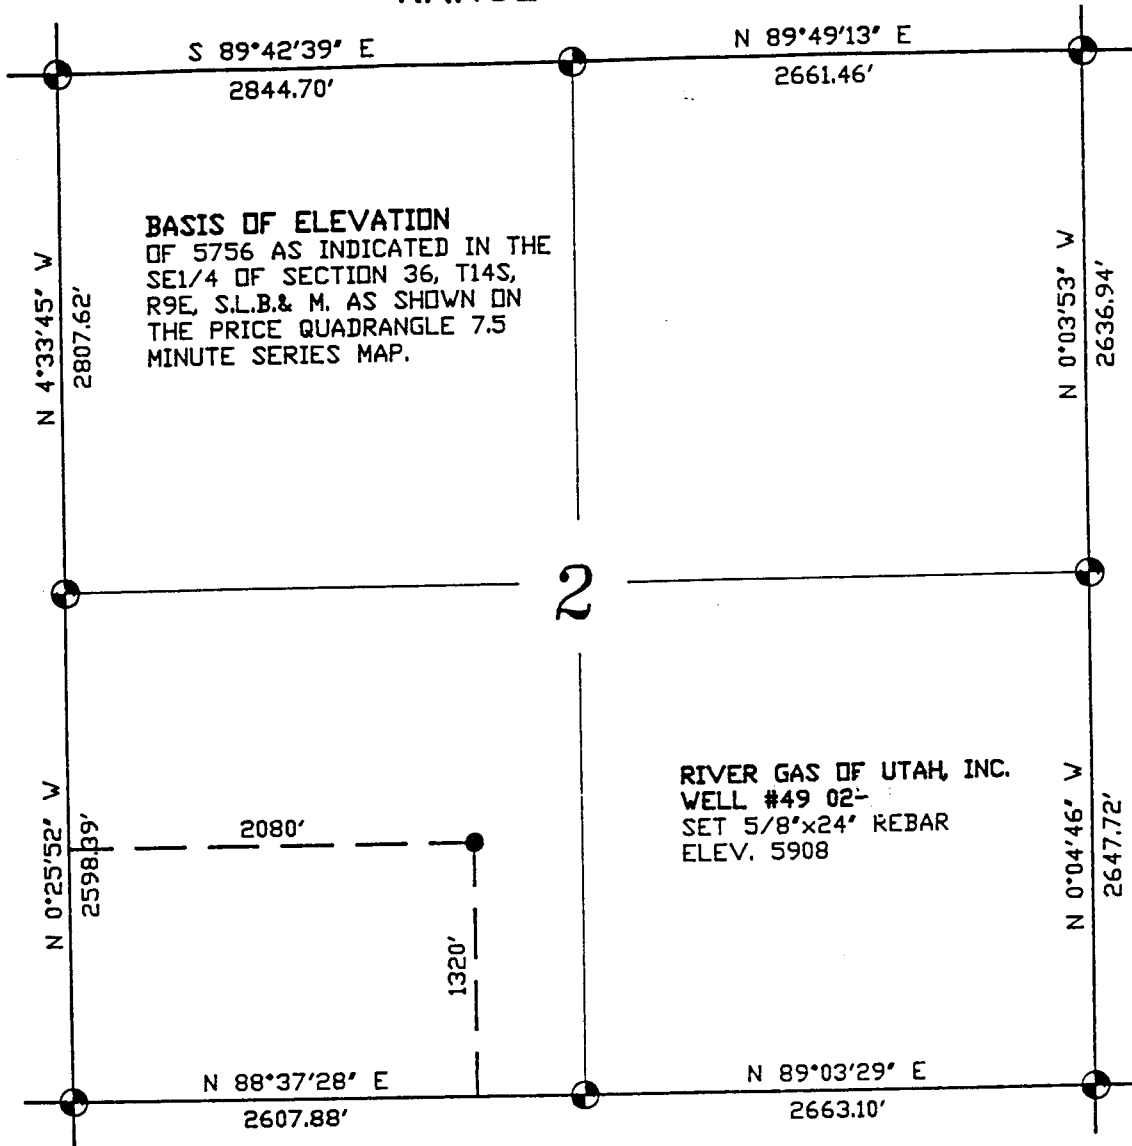 S 89°42'39" E
2844.70'
N 89°49'13" E
2661.46'
BASIS OF ELEVATION
OF 5756 AS INDICATED IN THE
SE1/4 OF SECTION 36, T14S,
R9E, S.L.B.& M. AS SHOWN ON
THE PRICE QUADRANGLE 7.5
MINUTE SERIES MAP.
N 4°33'45" W
2807.62'
N 0°03'53" W
2636.94'
2
RIVER GAS OF UTAH, INC.
WELL #49 02-
SET 5/8"x24" REBAR
ELEV. 5908
N 0°25'52" W
2598.39'
2080'
1320'
N 0°04'46" W
2647.72'
N 88°37'28" E
2607.88'
N 89°03'29" E
2663.10'